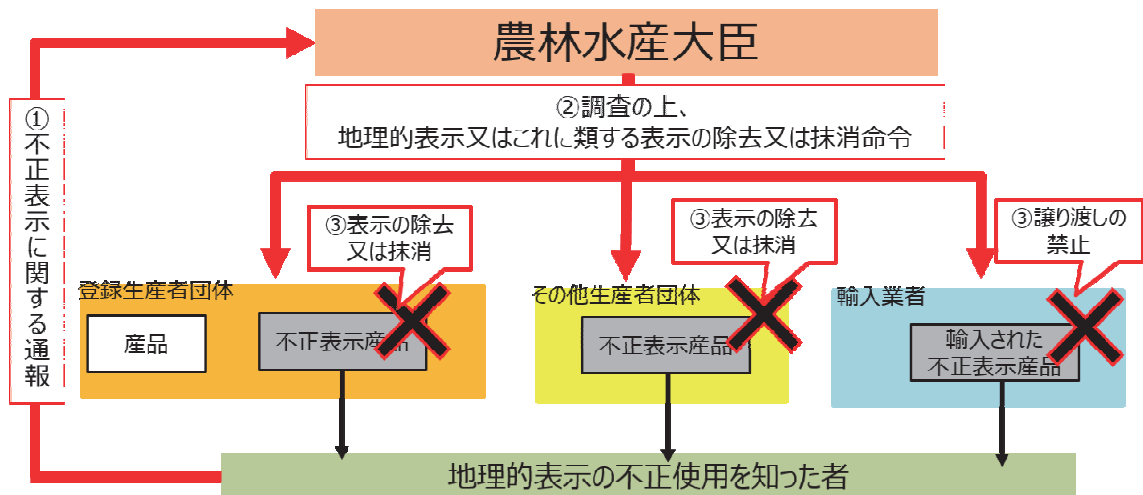 農林水産大臣
②調査の上、
地理的表示又はこれに類する表示の除去又は抹消命令
①不正表示に関する通報
③表示の除去
又は抹消
③表示の除去
又は抹消
③譲り渡しの
禁止
登録生産者団体
産品
不正表示産品
その他生産者団体
不正表示産品
輸入業者
輸入された
不正表示産品
地理的表示の不正使用を知った者